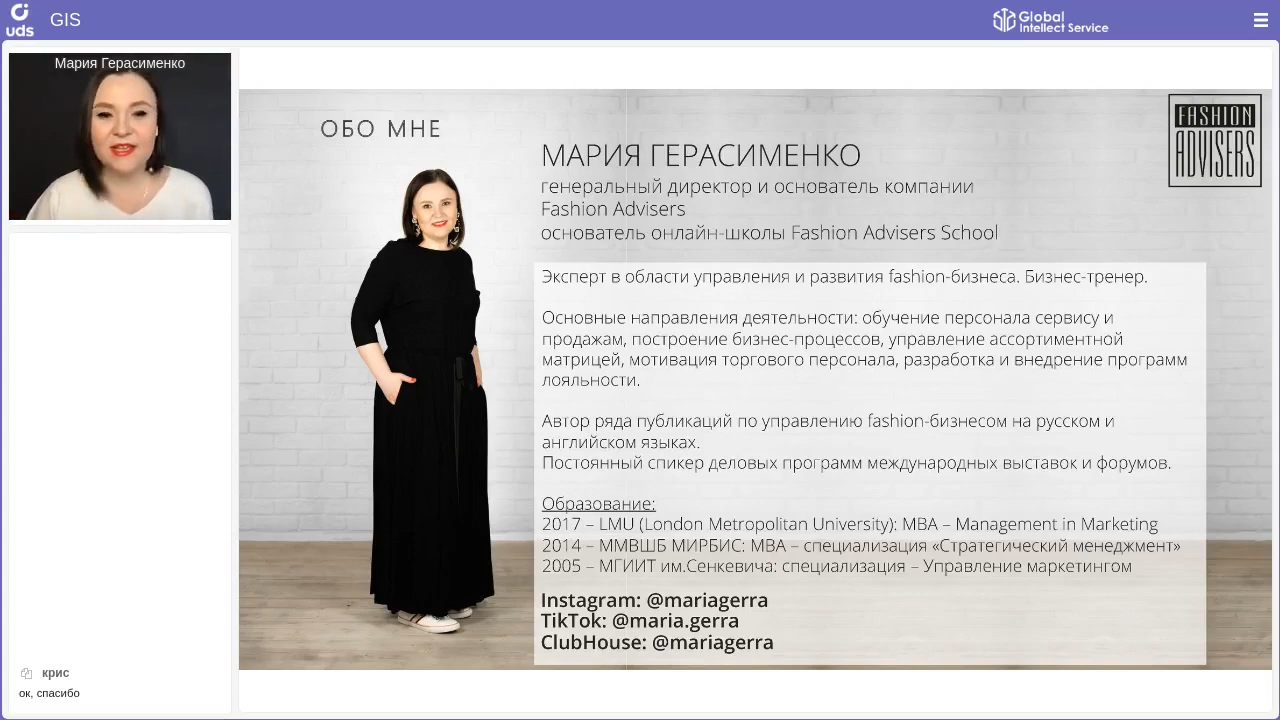 uds
GIS
Global
Intellect Service
Мария Герасименко
ОБО МНЕ
FASHION
ADVISERS
МАРИЯ ГЕРАСИМЕНКО
генеральный директор и основатель компании
Fashion Advisers
основатель онлайн-школы Fashion Advisers School
Эксперт в области управления и развития fashion-бизнеса. Бизнес-тренер.
Основные направления деятельности: обучение персонала сервису и
продажам, построение бизнес-процессов, управление ассортиментной
матрицей, мотивация торгового персонала, разработка и внедрение программ
лояльности.
Автор ряда публикаций по управлению fashion-бизнесом на русском и
английском языках.
Постоянный спикер деловых программ международных выставок и форумов.
Образование:
2017 – LMU (London Metropolitan University): MBA – Management in Marketing
2014 – ММВШБ МИРБИС: MBA – специализация «Стратегический менеджмент»
2005 – МГИИТ им.Сенкевича: специализация – Управление маркетингом
Instagram: @mariagerra
TikTok: @maria.gerra
ClubHouse: @mariagerra
крис
ок, спасибо